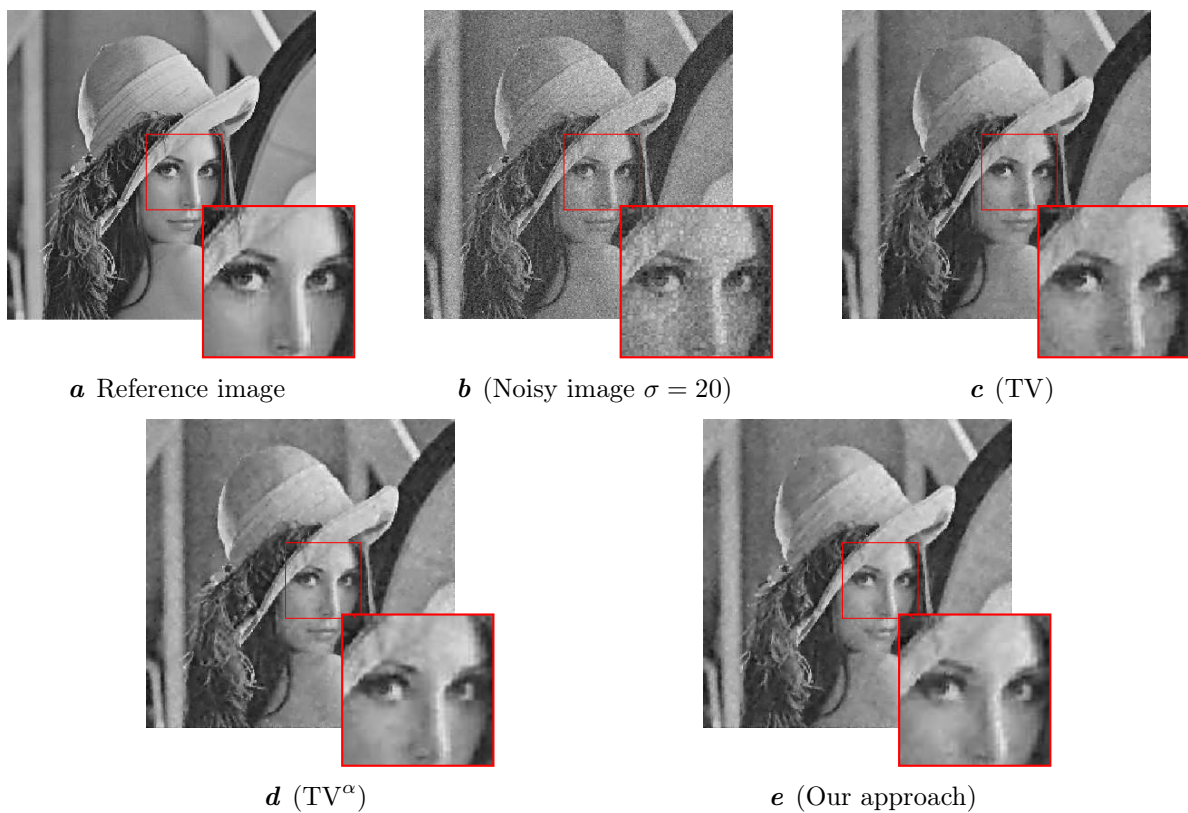 a Reference image
b (Noisy image σ = 20)
c (TV)
d (TV^α)
e (Our approach)